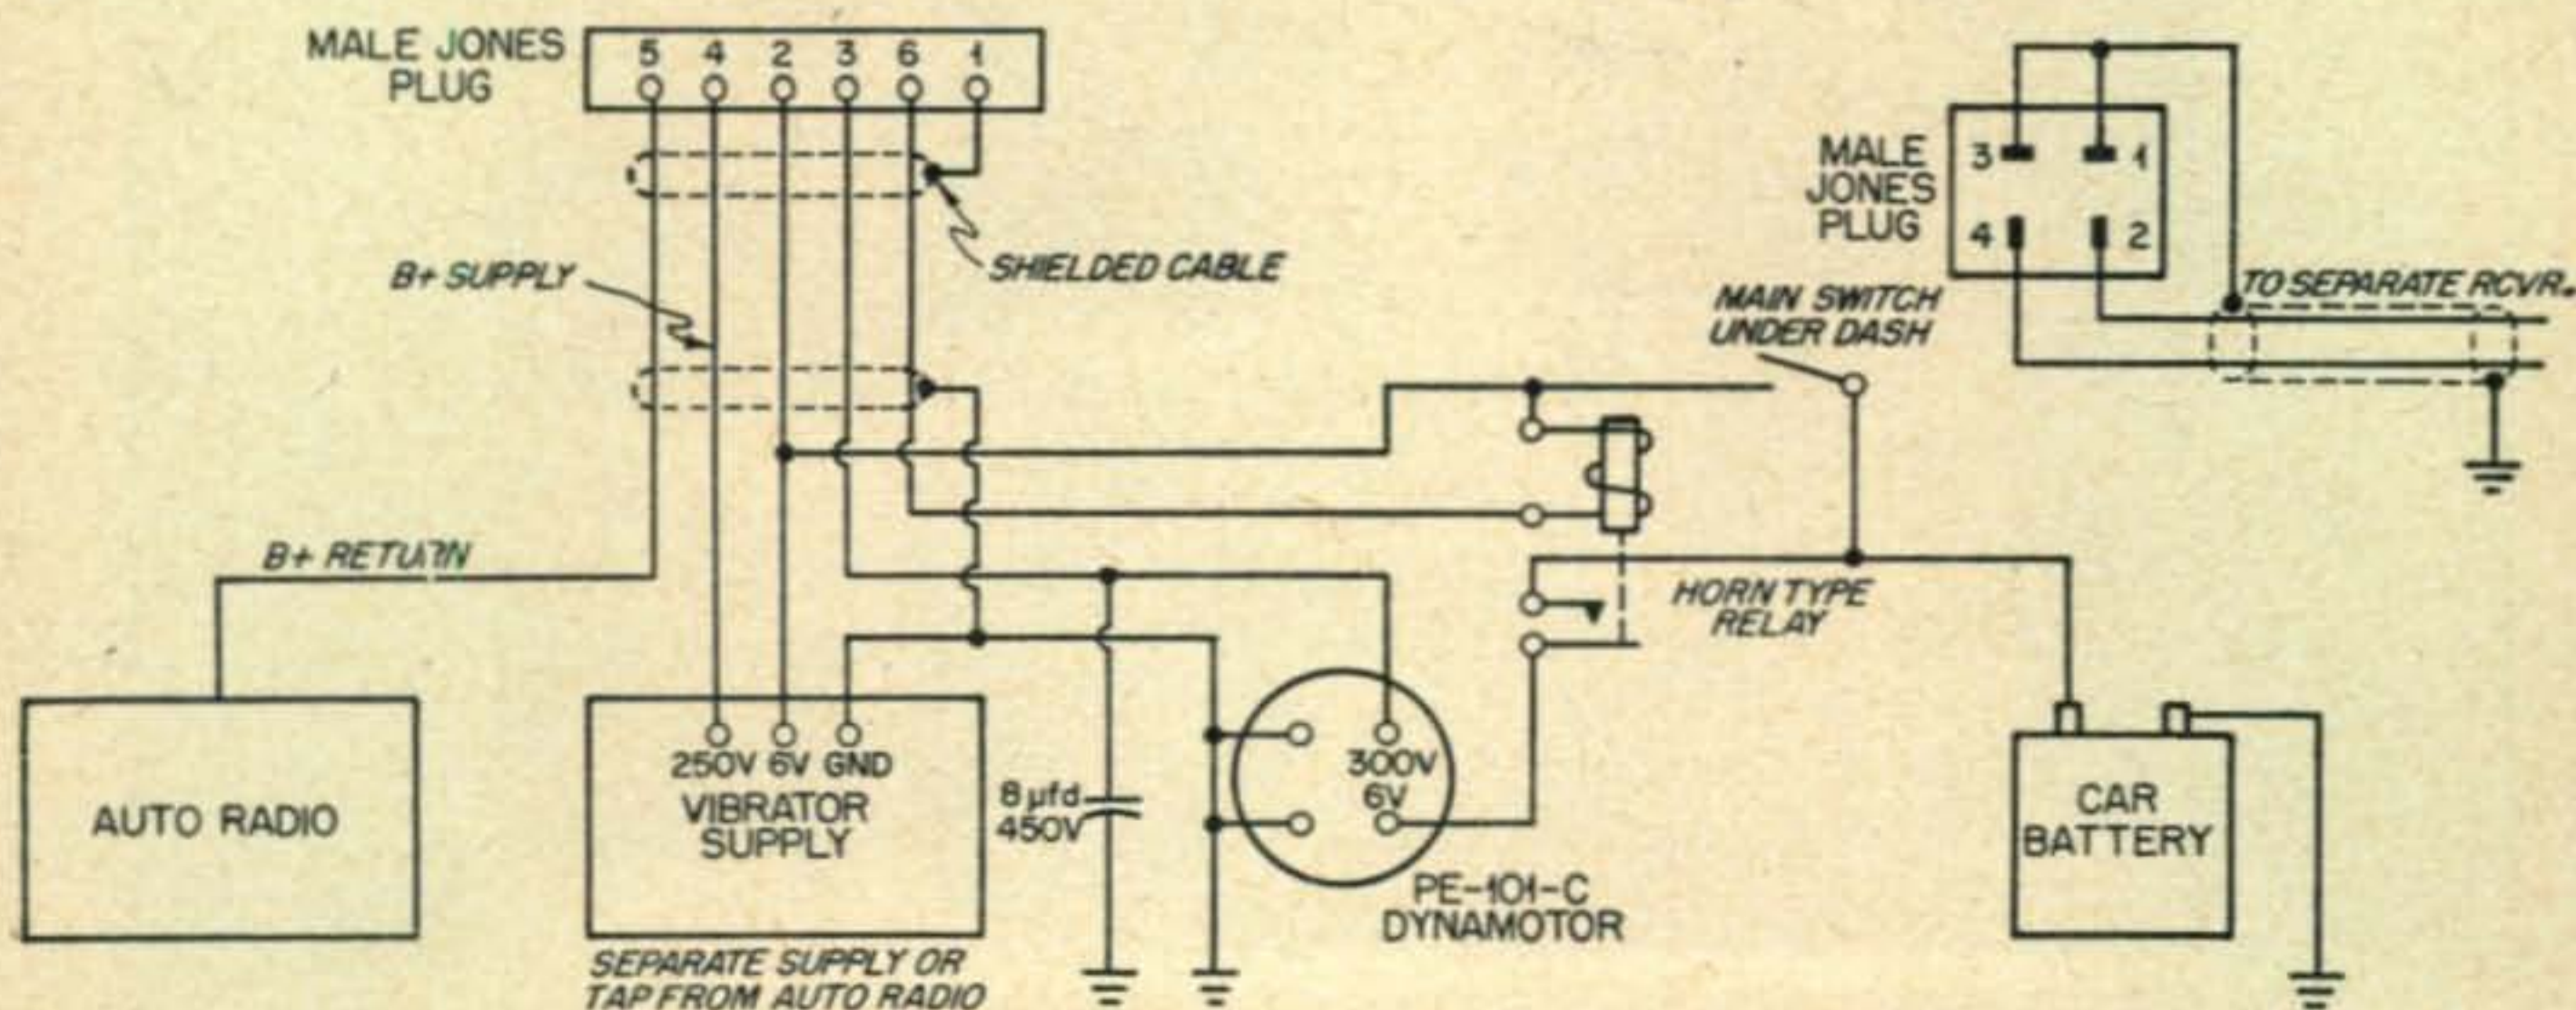 MALE JONES
PLUG
5 4 2 3 6 1
MALE
JONES
PLUG
3 1
4 2
B+ SUPPLY
SHIELDED CABLE
TO SEPARATE RCVR.
MAIN SWITCH
UNDER DASH
B+ RETURN
HORN TYPE
RELAY
AUTO RADIO
250V 6V GND
VIBRATOR
SUPPLY
8 µfd
450V
300V
6V
PE-101-C
DYNAMOTOR
CAR
BATTERY
SEPARATE SUPPLY OR
TAP FROM AUTO RADIO